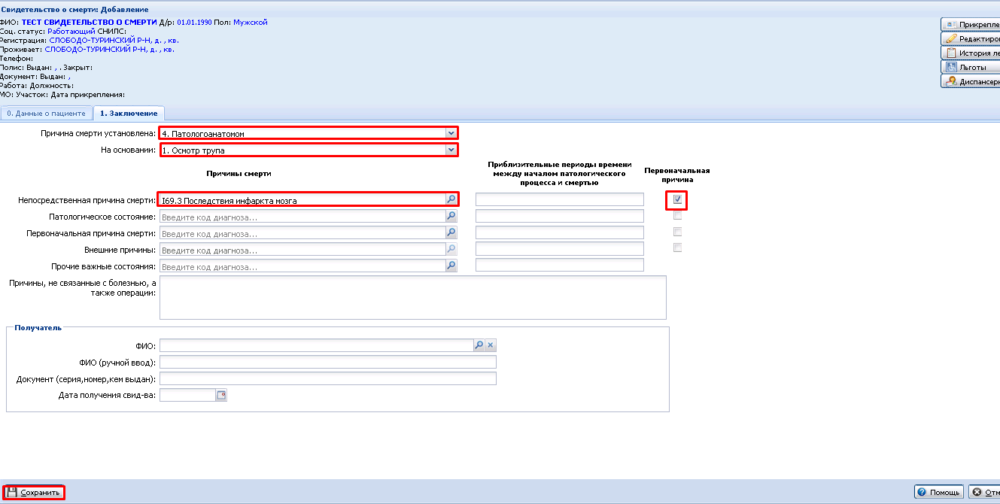 Свидетельство о смерти: Добавление
ФИО: ТЕСТ СВИДЕТЕЛЬСТВО О СМЕРТИ Д/р: 01.01.1990 Пол: Мужской
Соц. статус: Работающий СНИЛС:
Регистрация: СЛОБОДО-ТУРИНСКИЙ Р-Н, д. , кв.
Проживает: СЛОБОДО-ТУРИНСКИЙ Р-Н, д. , кв.
Телефон:
Полис: Выдан: , . Закрыт:
Документ: Выдан: ,
Работа: Должность:
МО: Участок: Дата прикрепления:
Прикрепле
Редактиро
История ле
Льготы
Диспансер
0. Данные о пациенте
1. Заключение
Причина смерти установлена: 4. Патологоанатомом
На основании: 1. Осмотр трупа
Причины смерти
Приблизительные периоды времени
между началом патологического
процесса и смертью
Первоначальная
причина
Непосредственная причина смерти: I69.3 Последствия инфаркта мозга
Патологическое состояние: Введите код диагноза...
Первоначальная причина смерти: Введите код диагноза...
Внешние причины: Введите код диагноза...
Прочие важные состояния: Введите код диагноза...
Причины, не связанные с болезнью, а
также операции:
Получатель
ФИО:
ФИО (ручной ввод):
Документ (серия,номер,кем выдан):
Дата получения свид-ва:
Сохранить
Помощь
Отм